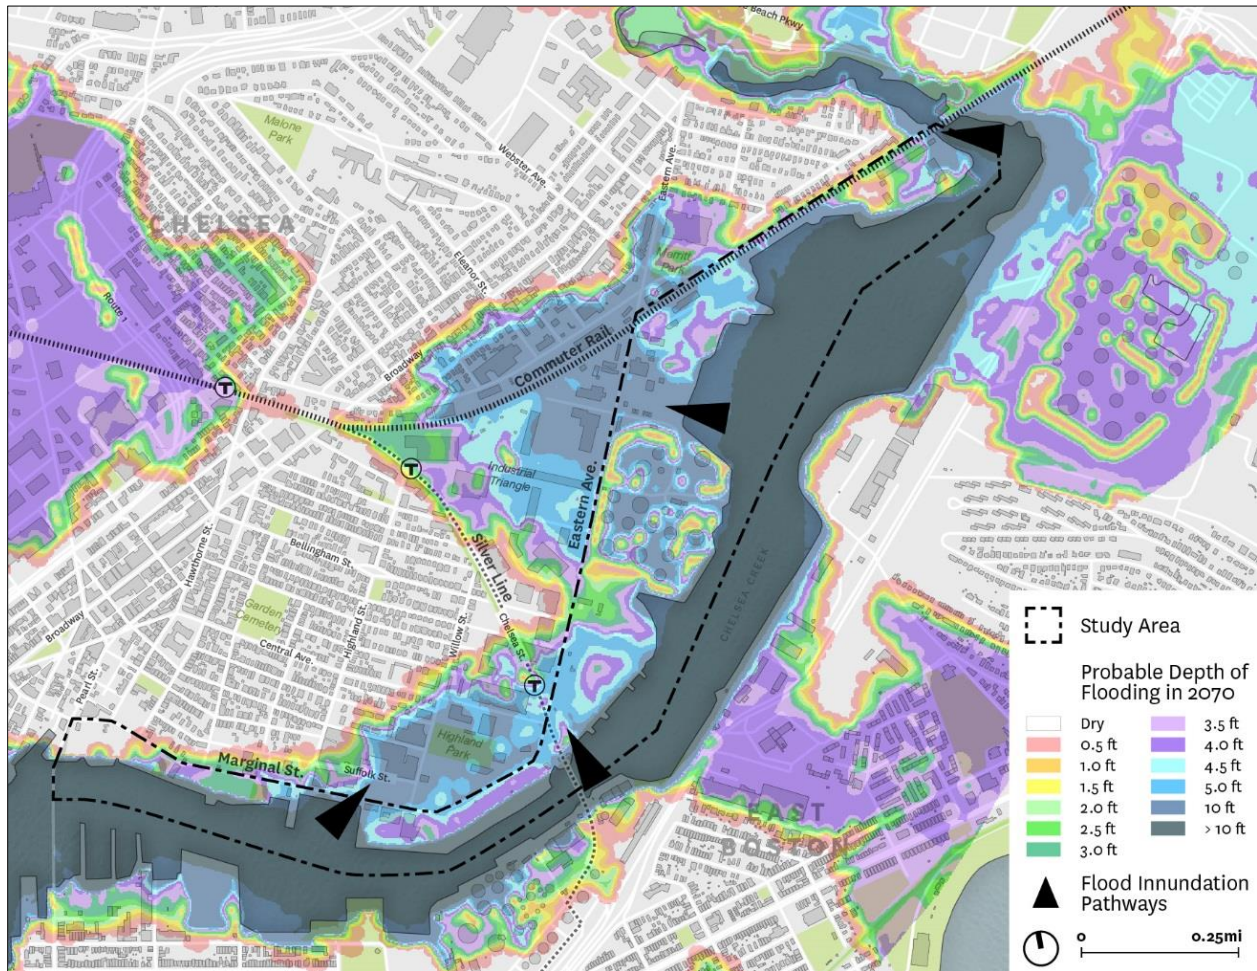 Beach Pkwy
Malone
Park
Webster Ave.
Eastern Ave.
CHELSEA
Merritt
Park
Eleanor St.
Route 1
Commuter Rail
Broadway
T
T
Industrial
Triangle
Eastern Ave.
Hawthorne St.
Bellingham St.
Silver Line
CHELSEA CREEK
Broadway
Garden
Cemetery
Highland St.
Willow St.
Chelsea St.
Central Ave.
Pearl St.
T
Highland
Park
Marginal St.
Suffolk St.
EAST
BOSTON
Study Area
Probable Depth of
Flooding in 2070
Dry
0.5 ft
1.0 ft
1.5 ft
2.0 ft
2.5 ft
3.0 ft
3.5 ft
4.0 ft
4.5 ft
5.0 ft
10 ft
> 10 ft
Flood Innundation
Pathways
0 0.25mi